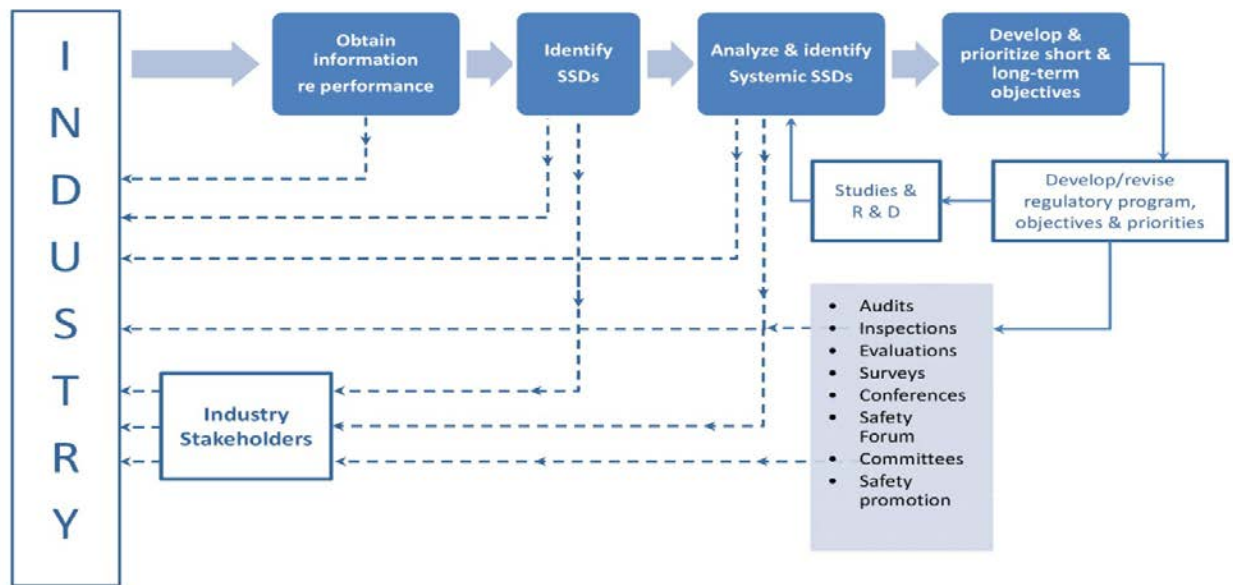 INDUSTRY
Obtain
information
re performance
Identify
SSDs
Analyze & identify
Systemic SSDs
Develop &
prioritize short &
long-term
objectives
Studies &
R & D
Develop/revise
regulatory program,
objectives & priorities
• Audits
• Inspections
• Evaluations
• Surveys
• Conferences
• Safety
Forum
• Committees
• Safety
promotion
Industry
Stakeholders